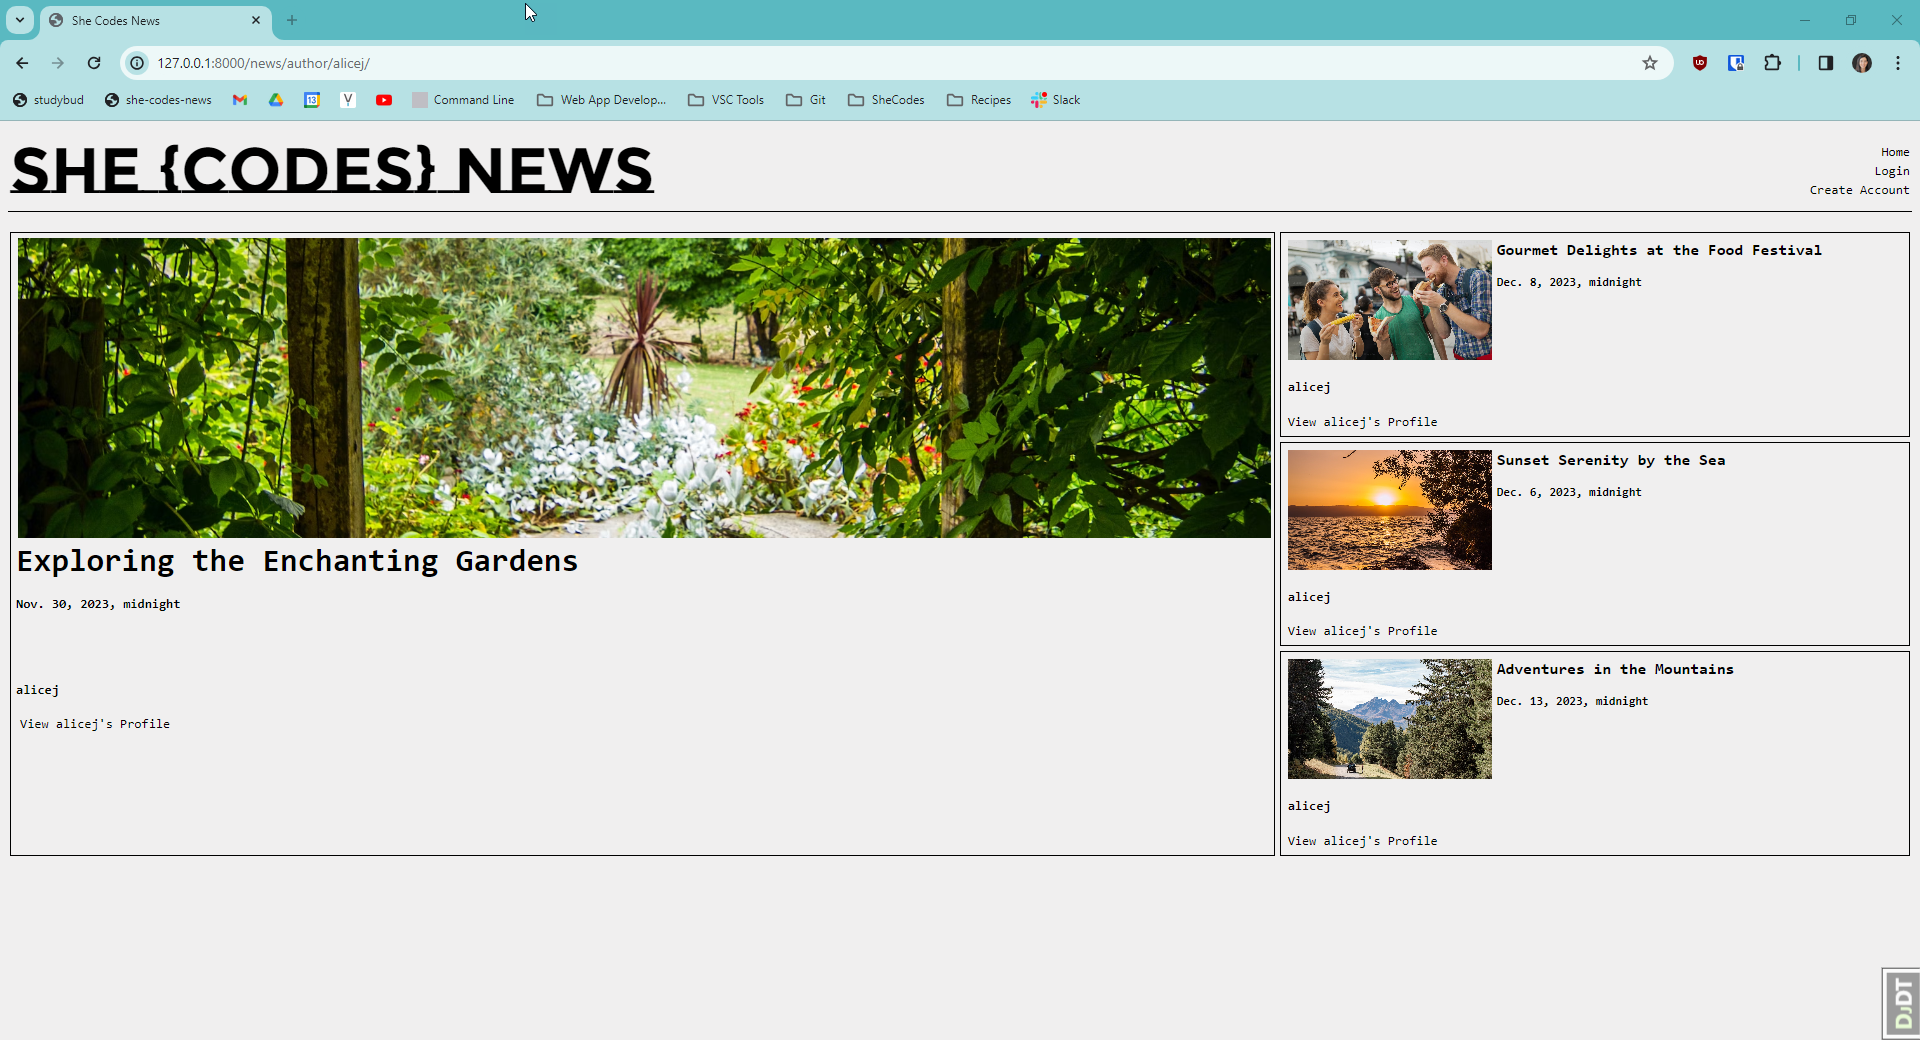 She Codes News
127.0.0.1:8000/news/author/alicej/
studybud
she-codes-news
13
Y
Command Line
Web App Develop...
VSC Tools
Git
SheCodes
Recipes
Slack
SHE {CODES} NEWS
Home
Login
Create Account
Exploring the Enchanting Gardens
Nov. 30, 2023, midnight
alicej
View alicej's Profile
Gourmet Delights at the Food Festival
Dec. 8, 2023, midnight
alicej
View alicej's Profile
Sunset Serenity by the Sea
Dec. 6, 2023, midnight
alicej
View alicej's Profile
Adventures in the Mountains
Dec. 13, 2023, midnight
alicej
View alicej's Profile
DJDT